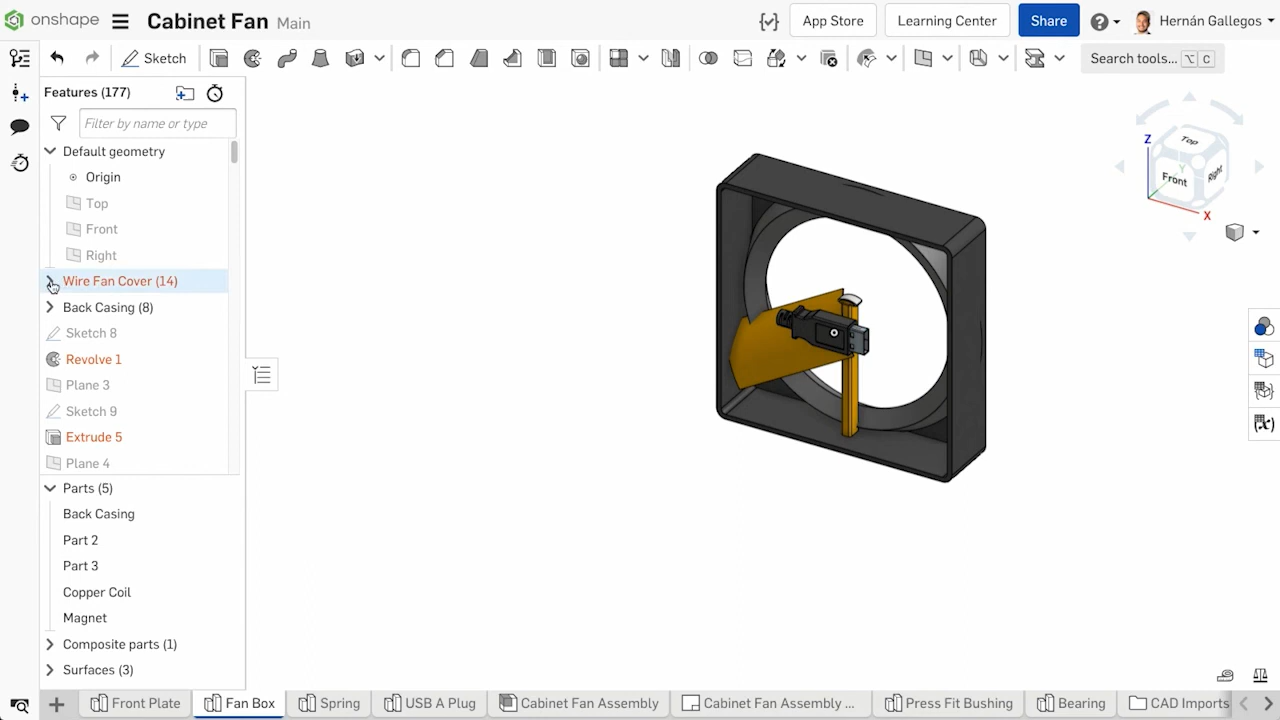 onshape
Cabinet Fan Main
App Store
Learning Center
Share
Hernán Gallegos
Sketch
Search tools... ⌥ C
Features (177)
Filter by name or type
Default geometry
Origin
Top
Front
Right
Wire Fan Cover (14)
Back Casing (8)
Sketch 8
Revolve 1
Plane 3
Sketch 9
Extrude 5
Plane 4
Parts (5)
Back Casing
Part 2
Part 3
Copper Coil
Magnet
Composite parts (1)
Surfaces (3)
Z
Top
Y
Front
Right
X
Front Plate
Fan Box
Spring
USB A Plug
Cabinet Fan Assembly
Cabinet Fan Assembly ...
Press Fit Bushing
Bearing
CAD Imports